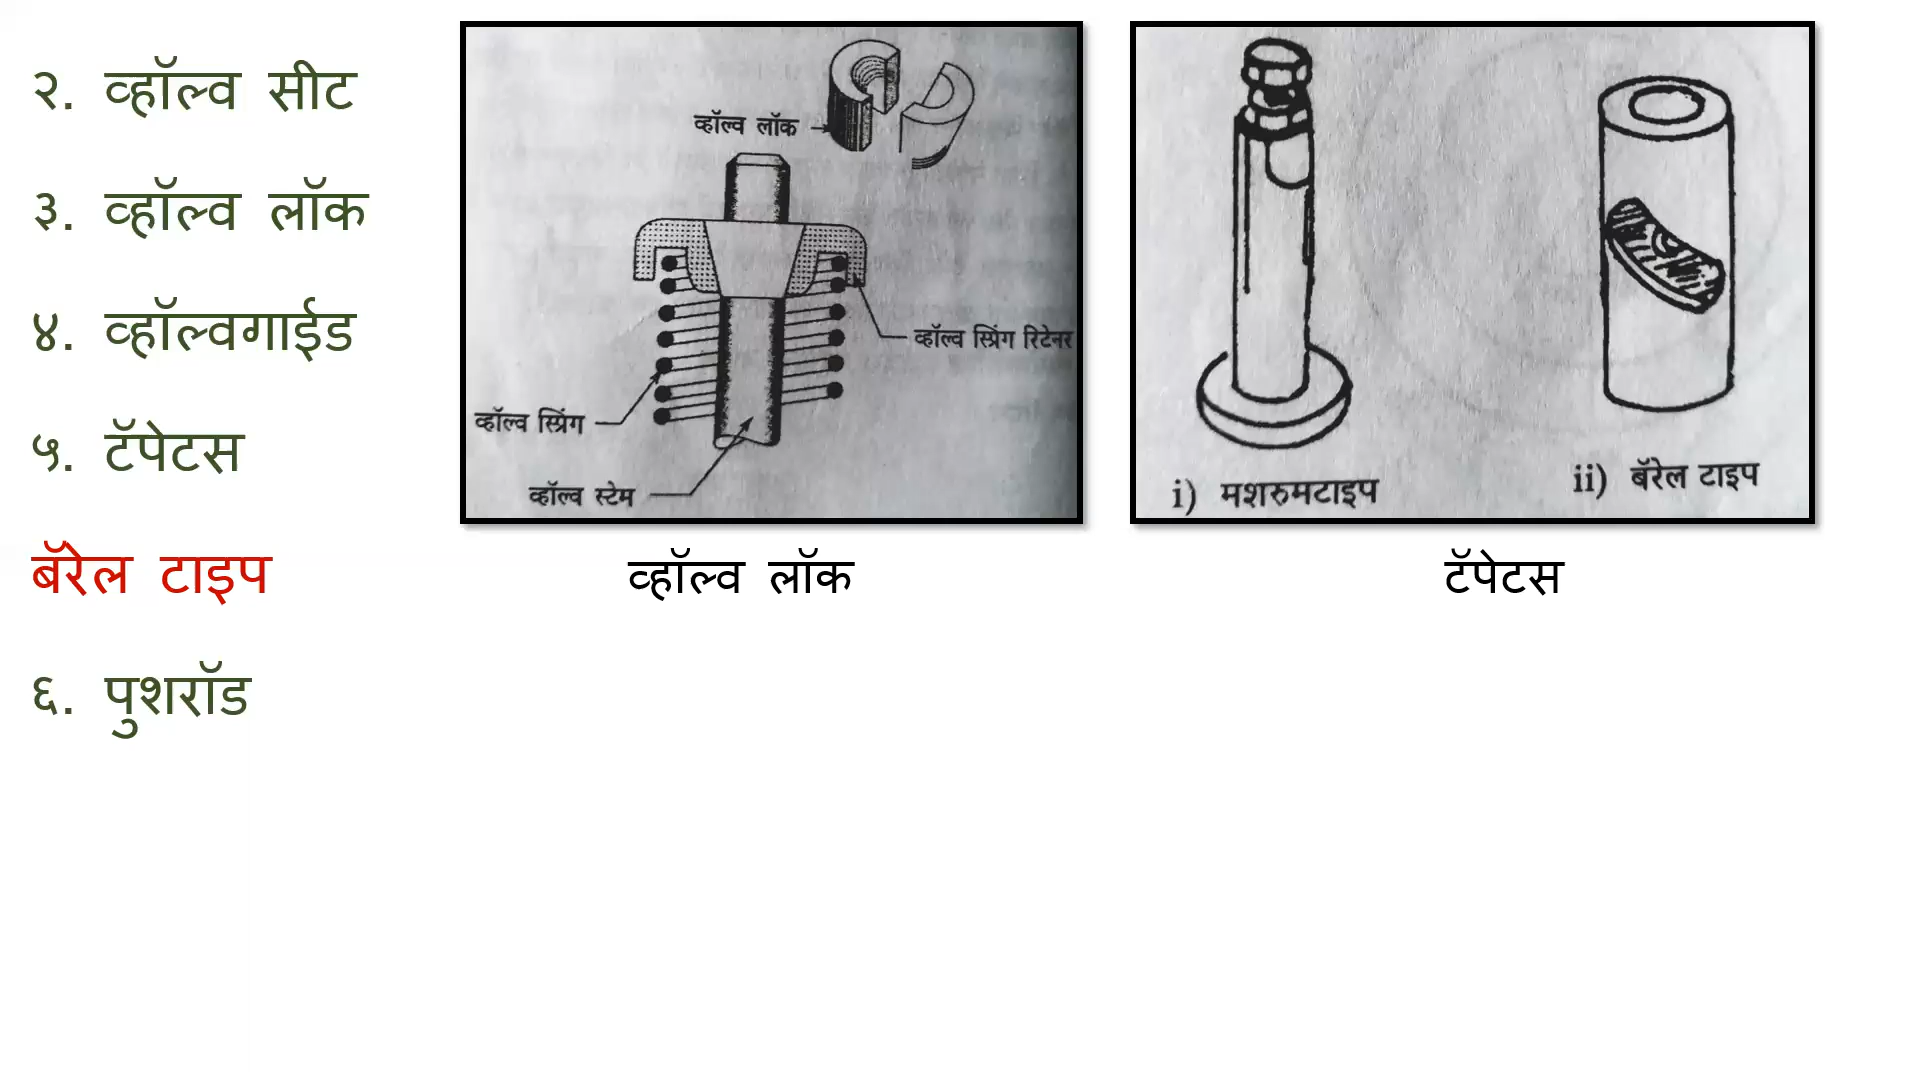 २. व्हॉल्व सीट
३. व्हॉल्व लॉक
४. व्हॉल्वगाईड
५. टॅपेटस
बॅरेल टाइप
६. पुशरॉड
व्हॉल्व लॉक
व्हॉल्व स्प्रिंग रिटेनर
व्हॉल्व स्प्रिंग
व्हॉल्व स्टेम
व्हॉल्व लॉक
i) मशरुमटाइप
ii) बॅरेल टाइप
टॅपेटस